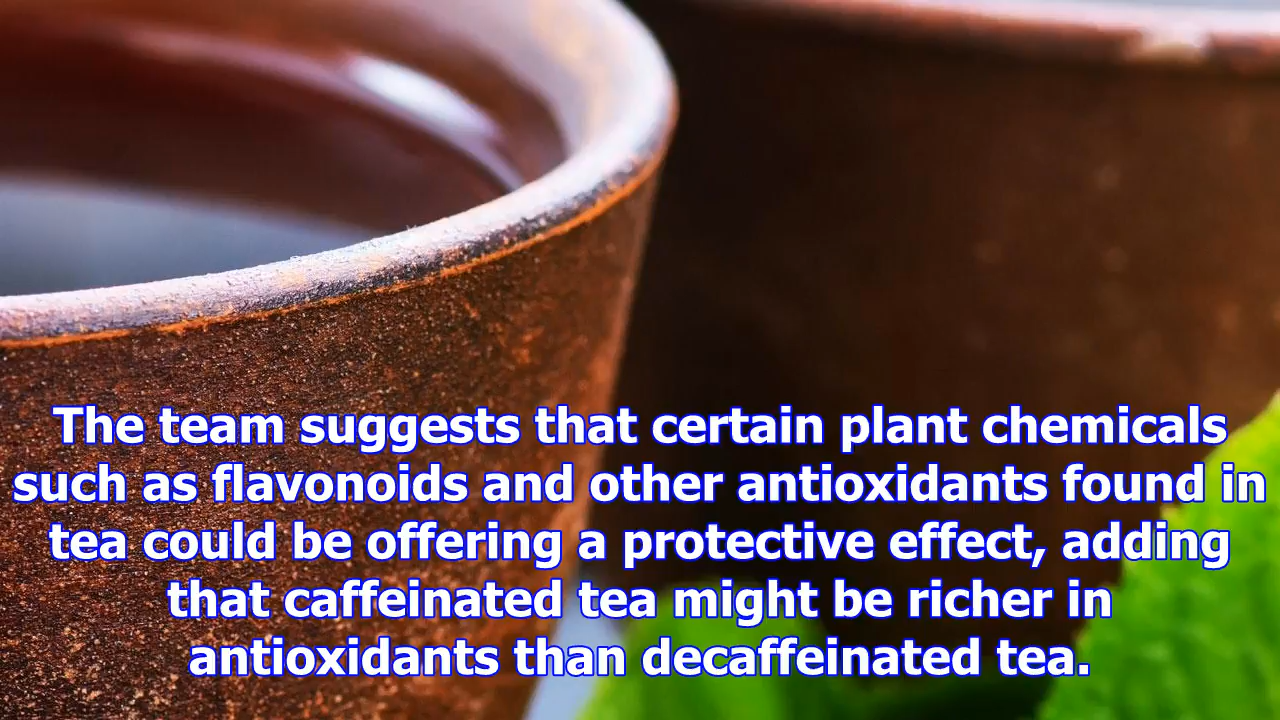 The team suggests that certain plant chemicals
such as flavonoids and other antioxidants found in
tea could be offering a protective effect, adding
that caffeinated tea might be richer in
antioxidants than decaffeinated tea.